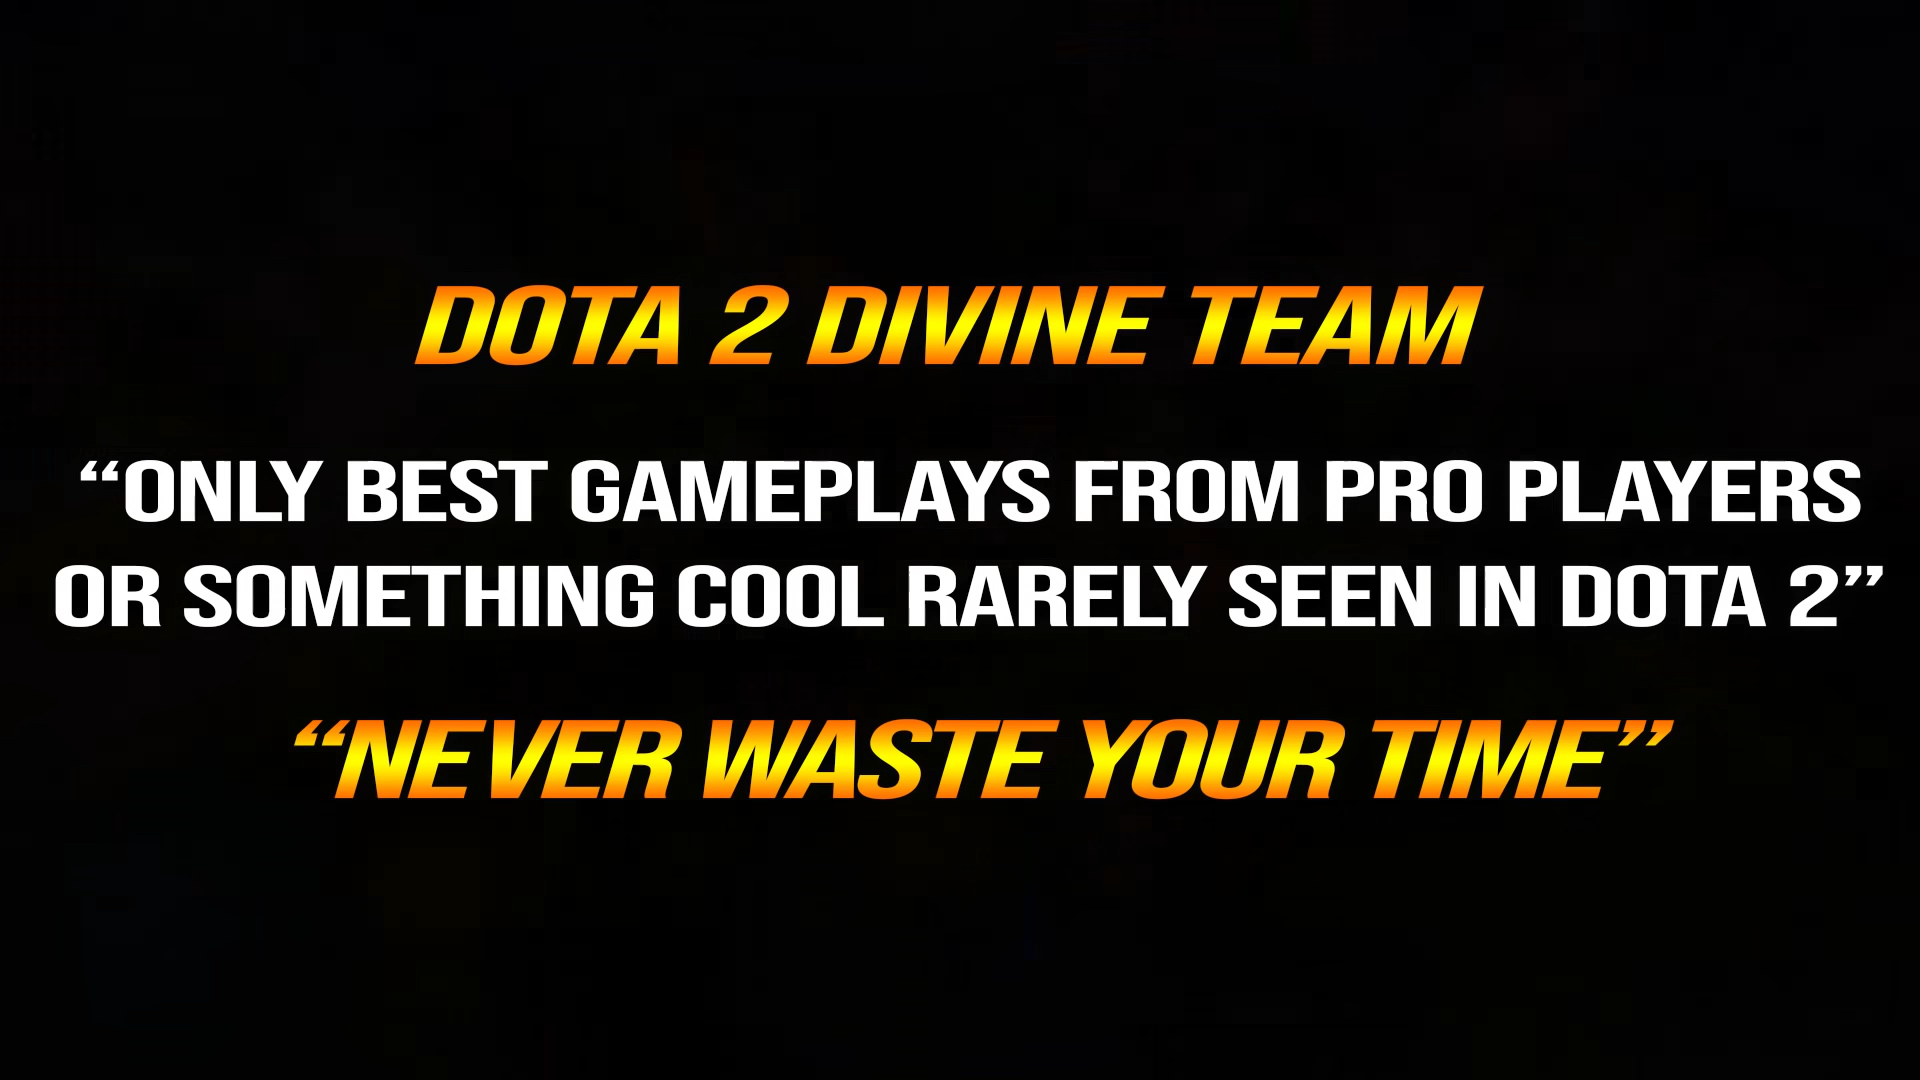 DOTA 2 DIVINE TEAM
“ONLY BEST GAMEPLAYS FROM PRO PLAYERS
OR SOMETHING COOL RARELY SEEN IN DOTA 2”
“NEVER WASTE YOUR TIME”